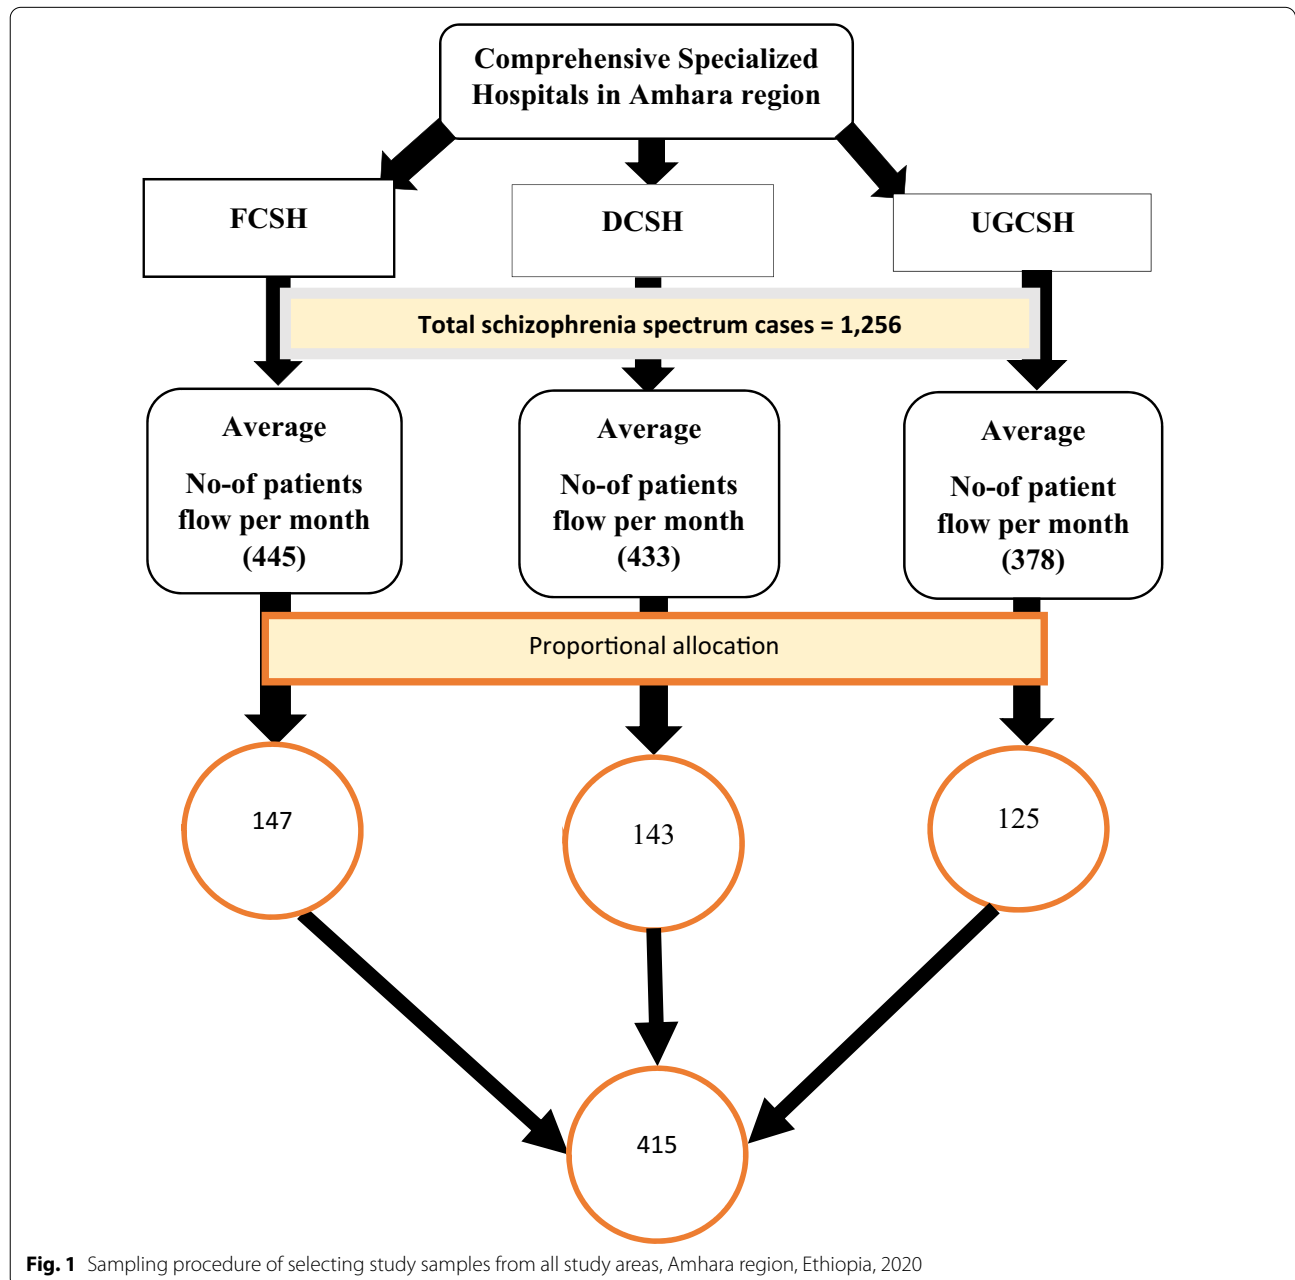 Comprehensive Specialized
Hospitals in Amhara region
FCSH
DCSH
UGCSH
Total schizophrenia spectrum cases = 1,256
Average
No-of patients
flow per month
(445)
Average
No-of patients
flow per month
(433)
Average
No-of patient
flow per month
(378)
Proportional allocation
147
143
125
415
Fig. 1 Sampling procedure of selecting study samples from all study areas, Amhara region, Ethiopia, 2020